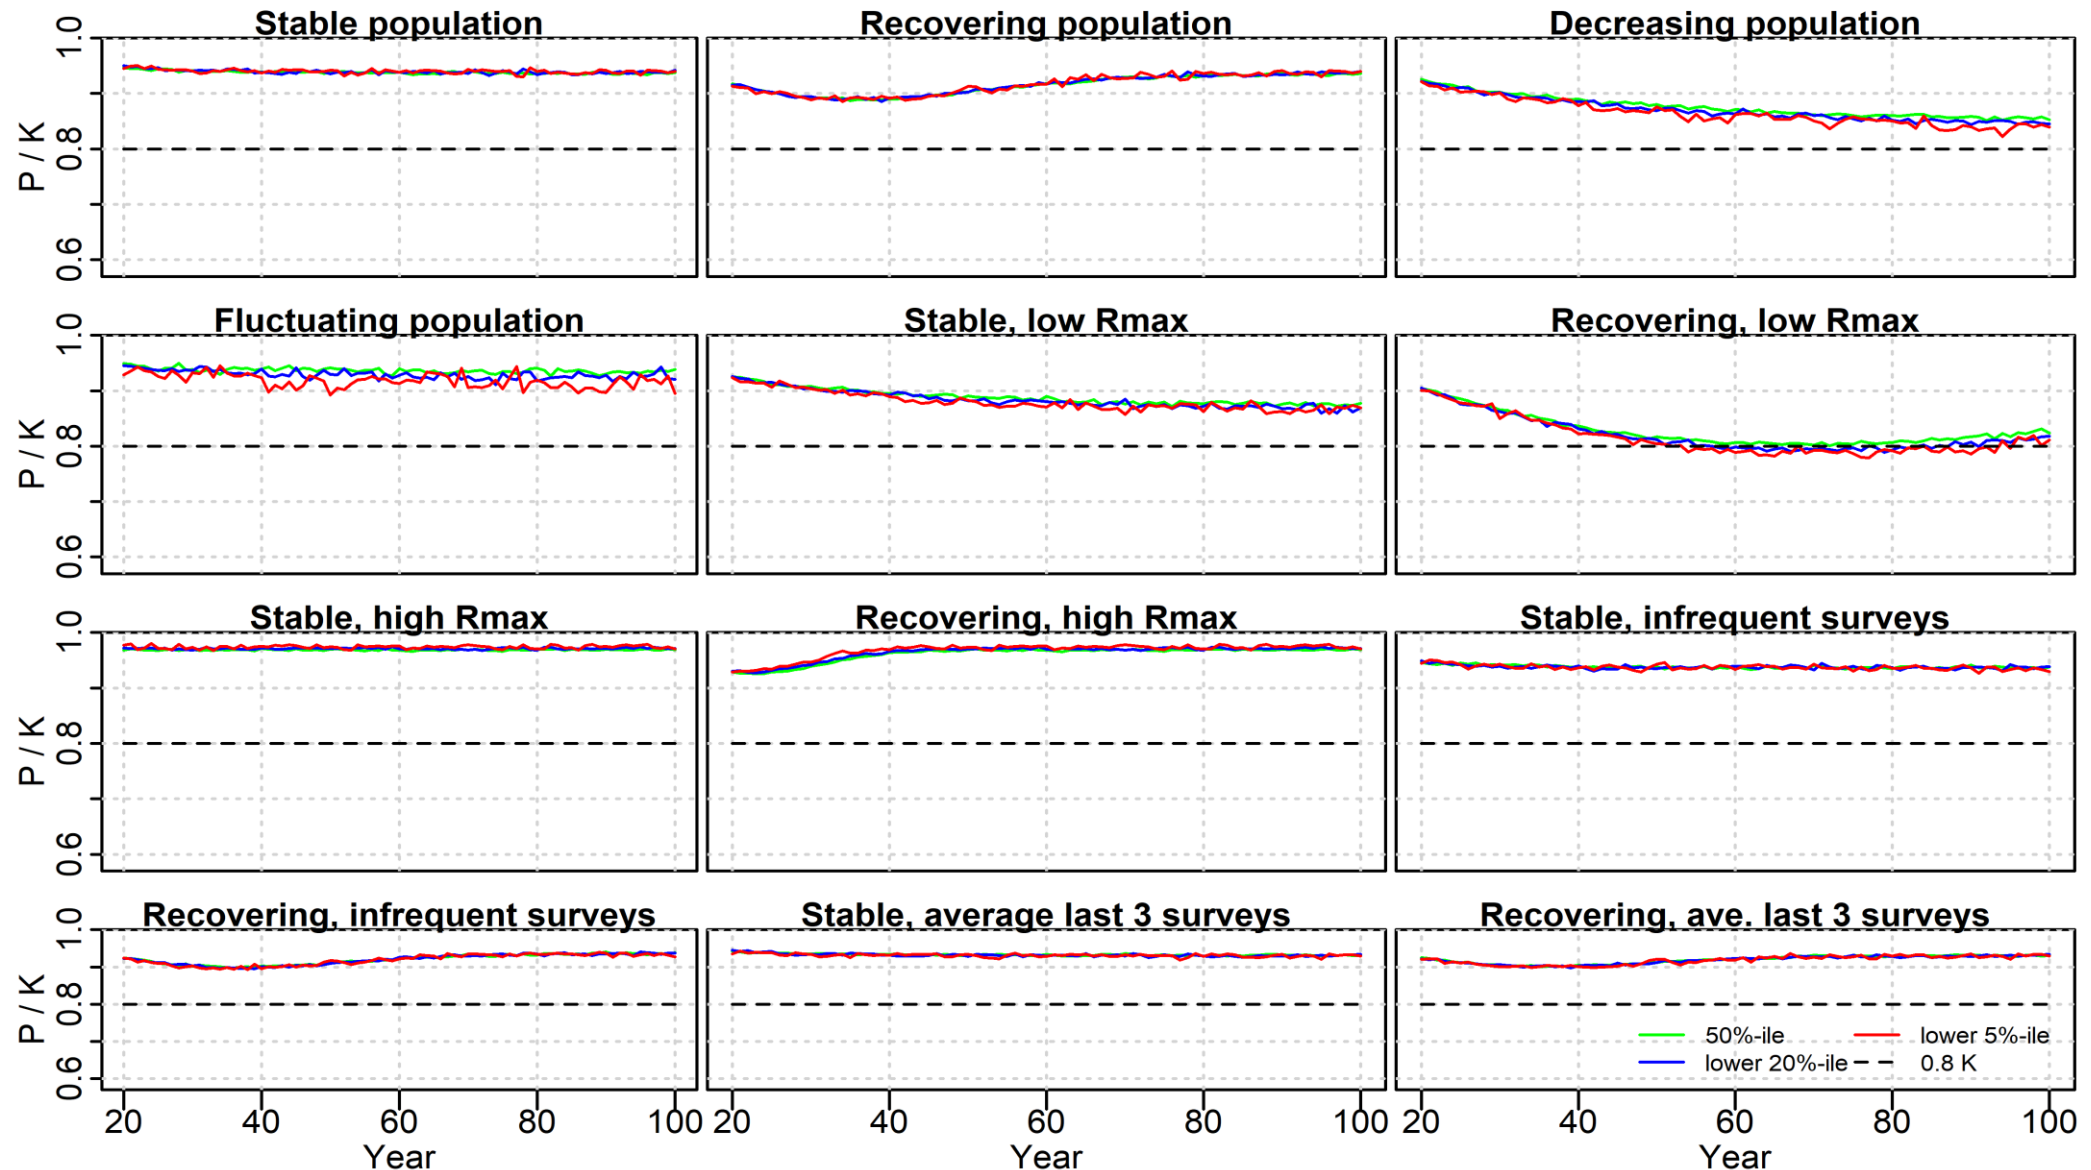 Stable population
Recovering population
Decreasing population
P / K
1.0
0.8
0.6
Fluctuating population
Stable, low Rmax
Recovering, low Rmax
P / K
1.0
0.8
0.6
Stable, high Rmax
Recovering, high Rmax
Stable, infrequent surveys
P / K
1.0
0.8
0.6
Recovering, infrequent surveys
Stable, average last 3 surveys
Recovering, ave. last 3 surveys
P / K
1.0
0.8
0.6
50%-ile
lower 5%-ile
lower 20%-ile
0.8 K
20 40 60 80 100
20 40 60 80 100
20 40 60 80 100
Year
Year
Year